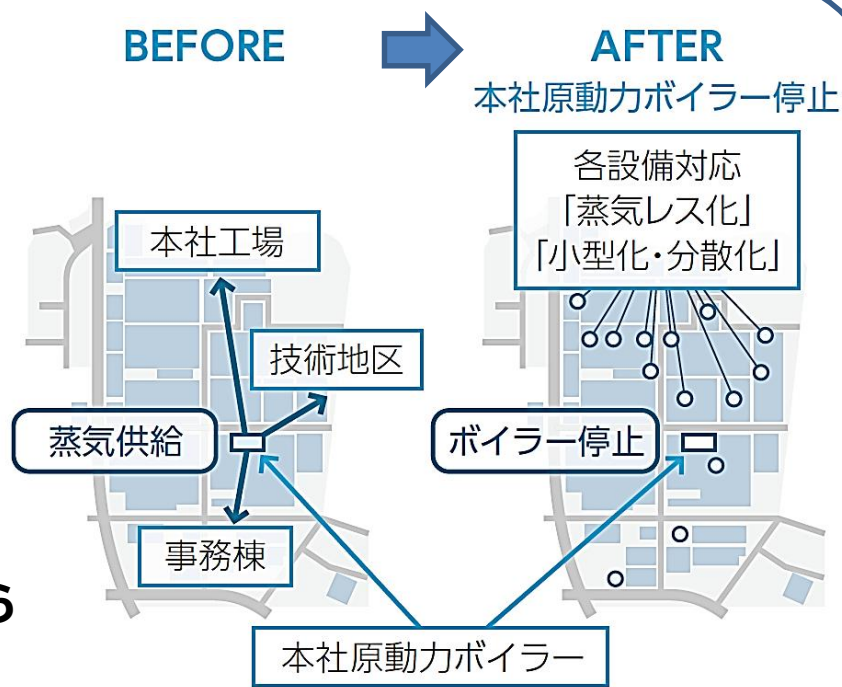 BEFORE
AFTER
本社原動力ボイラー停止
各設備対応
「蒸気レス化」
「小型化・分散化」
本社工場
技術地区
蒸気供給
ボイラー停止
事務棟
本社原動力ボイラー